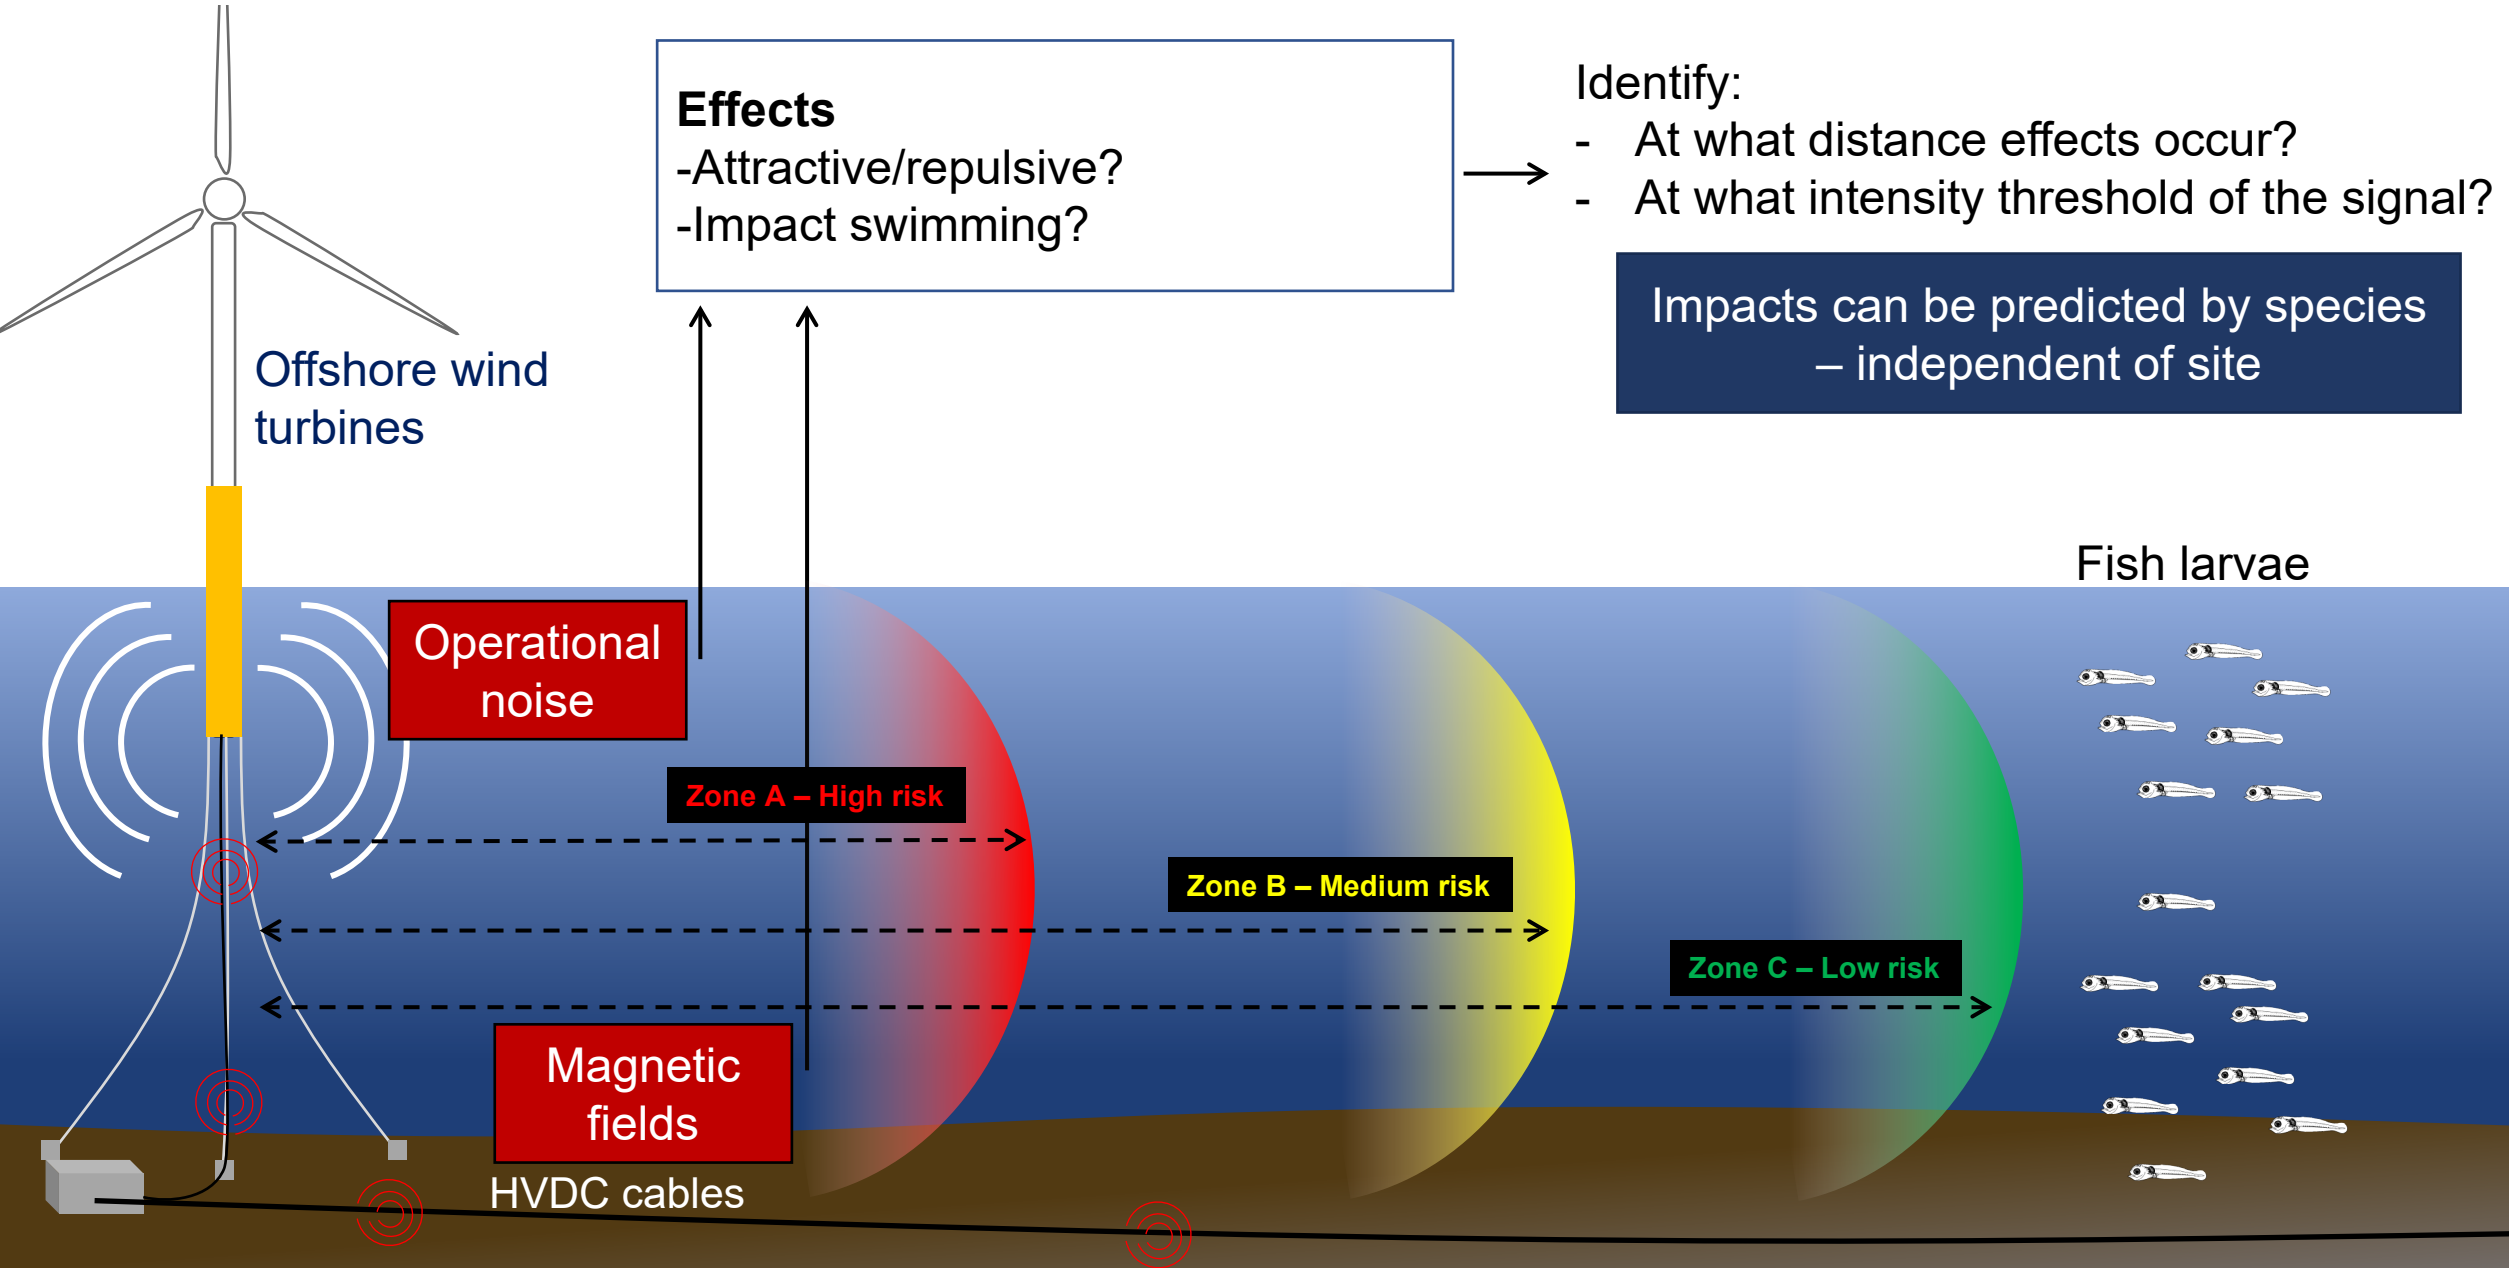 Effects
-Attractive/repulsive?
-Impact swimming?
Identify:
- At what distance effects occur?
- At what intensity threshold of the signal?
Impacts can be predicted by species
– independent of site
Offshore wind
turbines
Fish larvae
Operational
noise
Zone A – High risk
Zone B – Medium risk
Zone C – Low risk
Magnetic
fields
HVDC cables